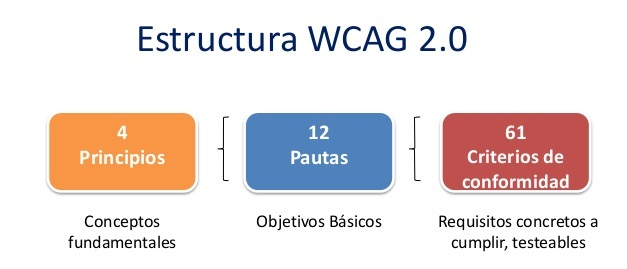 Estructura WCAG 2.0
4
Principios
12
Pautas
61
Criterios de
conformidad
Conceptos
fundamentales
Objetivos Básicos
Requisitos concretos a
cumplir, testeables